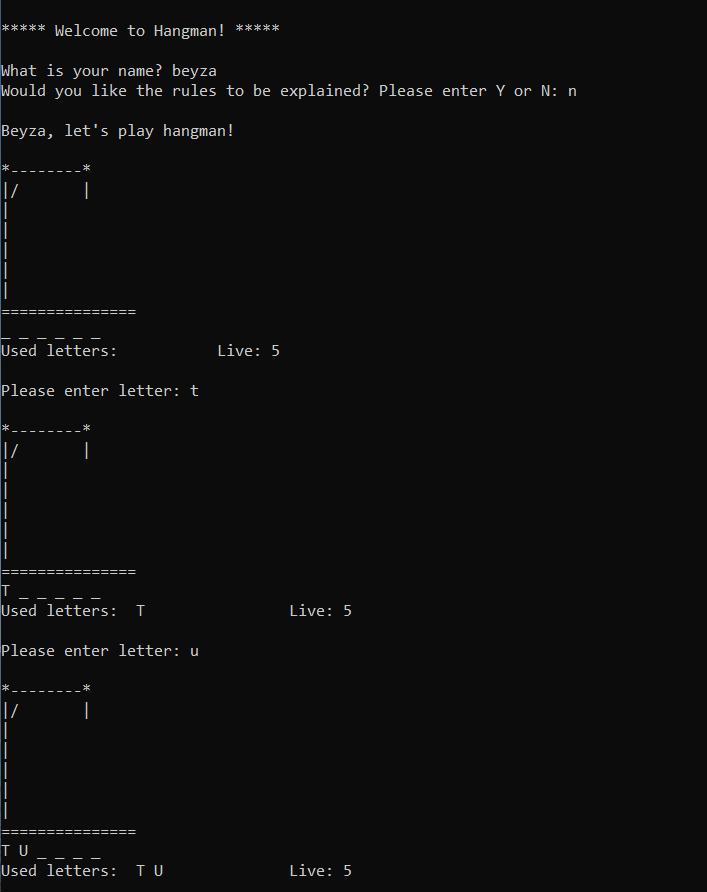 ***** Welcome to Hangman! *****
What is your name? beyza
Would you like the rules to be explained? Please enter Y or N: n
Beyza, let's play hangman!
*--------*
|/       |
|
|
|
|
|
===============
_ _ _ _ _ _
Used letters:           Live: 5
Please enter letter: t
*--------*
|/       |
|
|
|
|
|
===============
T _ _ _ _ _
Used letters:  T                Live: 5
Please enter letter: u
*--------*
|/       |
|
|
|
|
|
===============
T U _ _ _ _
Used letters:  T U              Live: 5